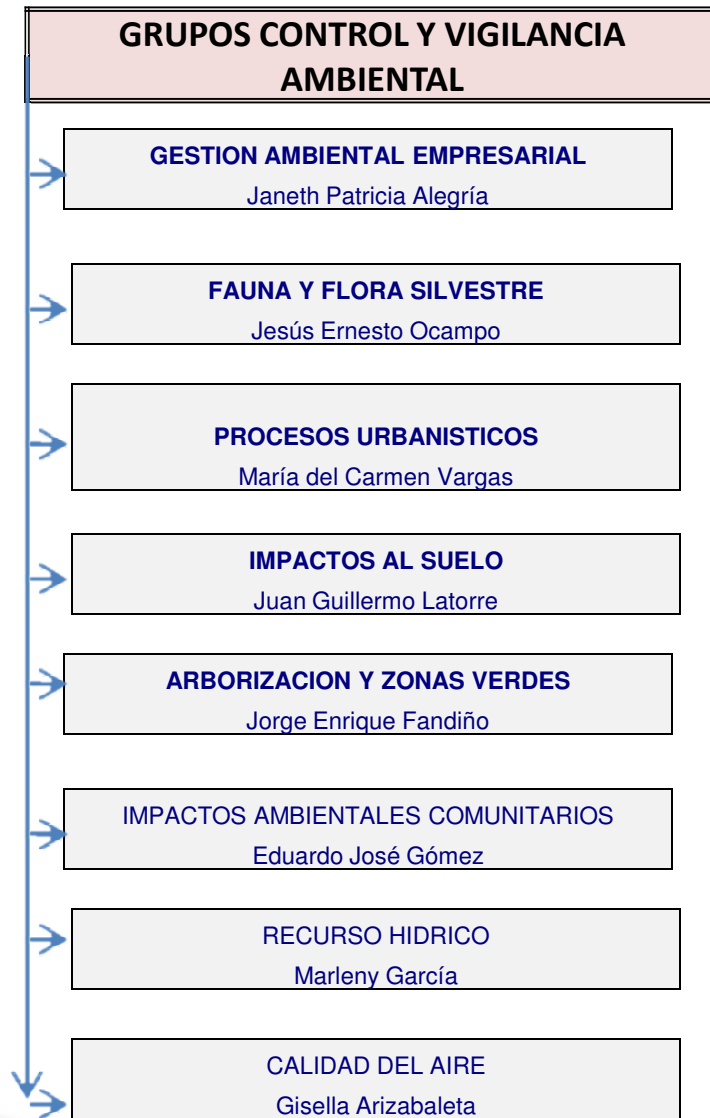 GRUPOS CONTROL Y VIGILANCIA
AMBIENTAL
GESTION AMBIENTAL EMPRESARIAL
Janeth Patricia Alegría
FAUNA Y FLORA SILVESTRE
Jesús Ernesto Ocampo
PROCESOS URBANISTICOS
María del Carmen Vargas
IMPACTOS AL SUELO
Juan Guillermo Latorre
ARBORIZACION Y ZONAS VERDES
Jorge Enrique Fandiño
IMPACTOS AMBIENTALES COMUNITARIOS
Eduardo José Gómez
RECURSO HIDRICO
Marleny García
CALIDAD DEL AIRE
Gisella Arizabaleta